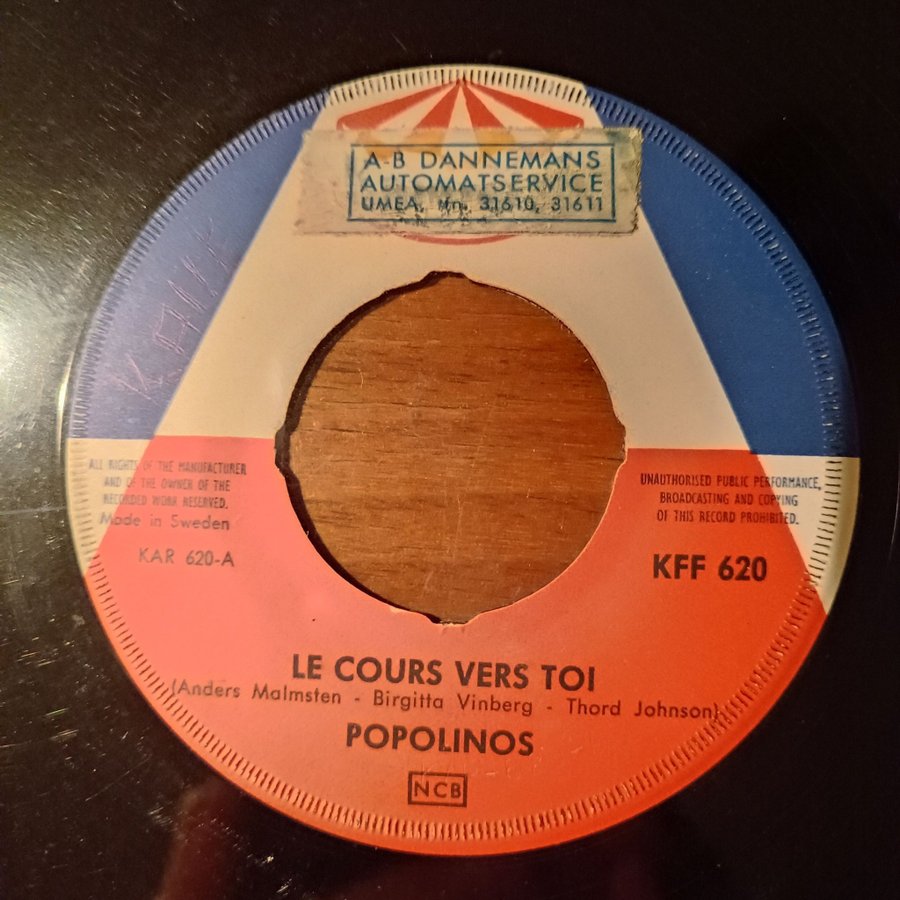 A-B DANNEMANS
AUTOMATSERVICE
UMEA, 31610, 31611
ALL RIGHTS OF THE MANUFACTURER
AND OF THE OWNER OF THE
RECORDED WORK RESERVED.
Made in Sweden
KAR 620-A
UNAUTHORISED PUBLIC PERFORMANCE,
BROADCASTING AND COPYING
OF THIS RECORD PROHIBITED.
KFF 620
LE COURS VERS TOI
(Anders Malmsten - Birgitta Vinberg - Thord Johnson)
POPOLINOS
NCB